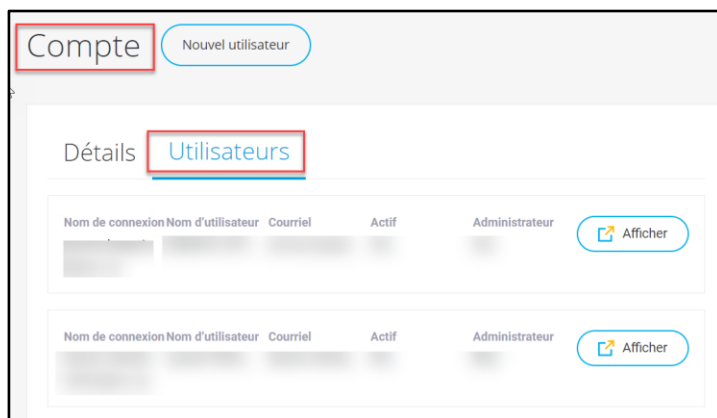 Compte Nouvel utilisateur
Détails Utilisateurs
Nom de connexion Nom d'utilisateur Courriel Actif Administrateur Afficher
Nom de connexion Nom d'utilisateur Courriel Actif Administrateur Afficher